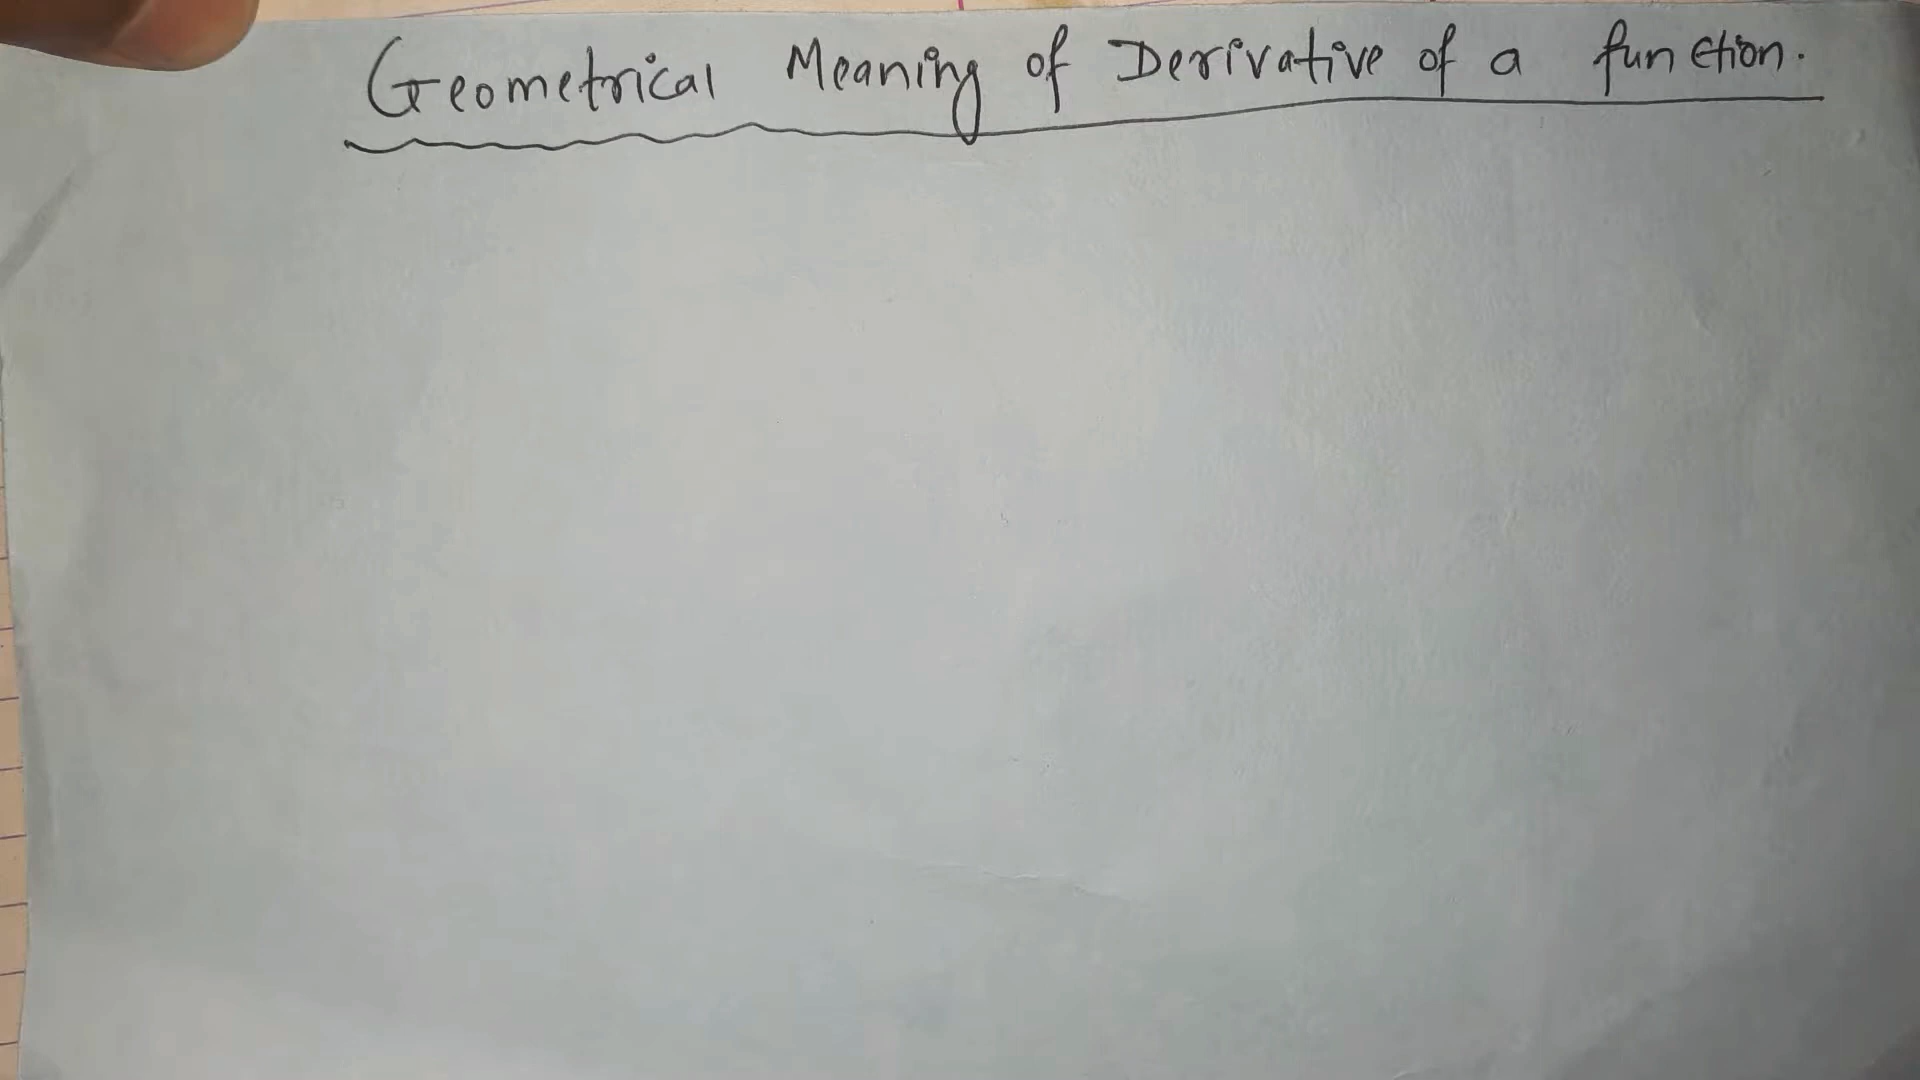 Geometrical Meaning of Derivative of a function.